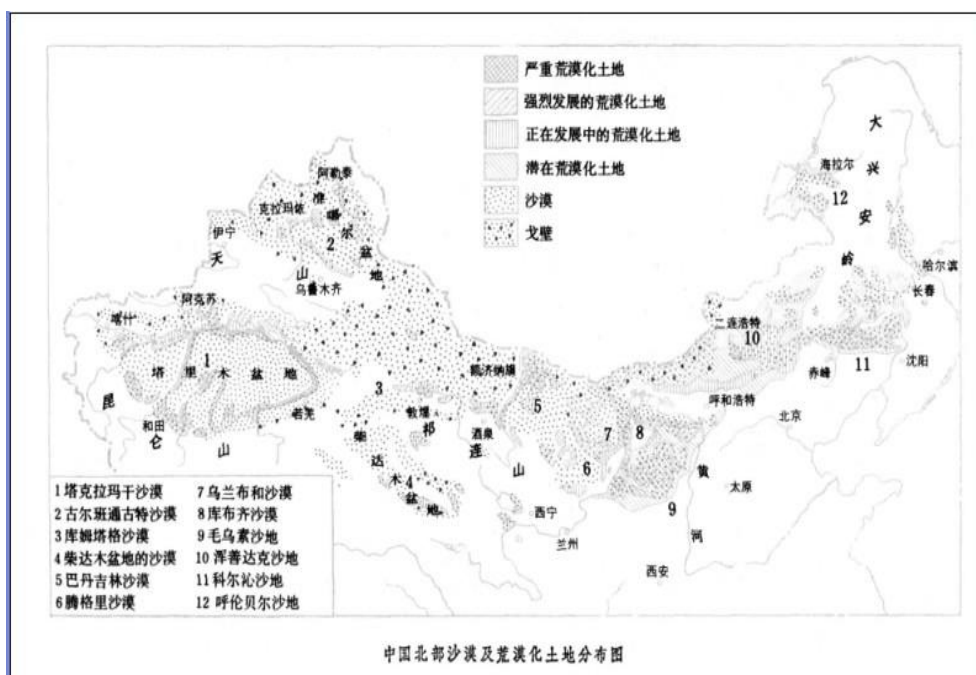 严重荒漠化土地
强烈发展的荒漠化土地
正在发展中的荒漠化土地
潜在荒漠化土地
沙漠
戈壁
大兴安岭
海拉尔
12
哈尔滨
长春
沈阳
阿勒泰
克拉玛依
准噶尔盆地
2
伊宁
天山
乌鲁木齐
阿克苏
喀什
1
塔里木盆地
昆仑山
和田
若羌
3
敦煌
柴达木盆地
4
祁连山
酒泉
额济纳旗
5
6
7
8
9
二连浩特
10
赤峰
11
呼和浩特
北京
黄河
太原
西宁
兰州
西安
1 塔克拉玛干沙漠
2 古尔班通古特沙漠
3 库姆塔格沙漠
4 柴达木盆地的沙漠
5 巴丹吉林沙漠
6 腾格里沙漠
7 乌兰布和沙漠
8 库布齐沙漠
9 毛乌素沙地
10 浑善达克沙地
11 科尔沁沙地
12 呼伦贝尔沙地
中国北部沙漠及荒漠化土地分布图